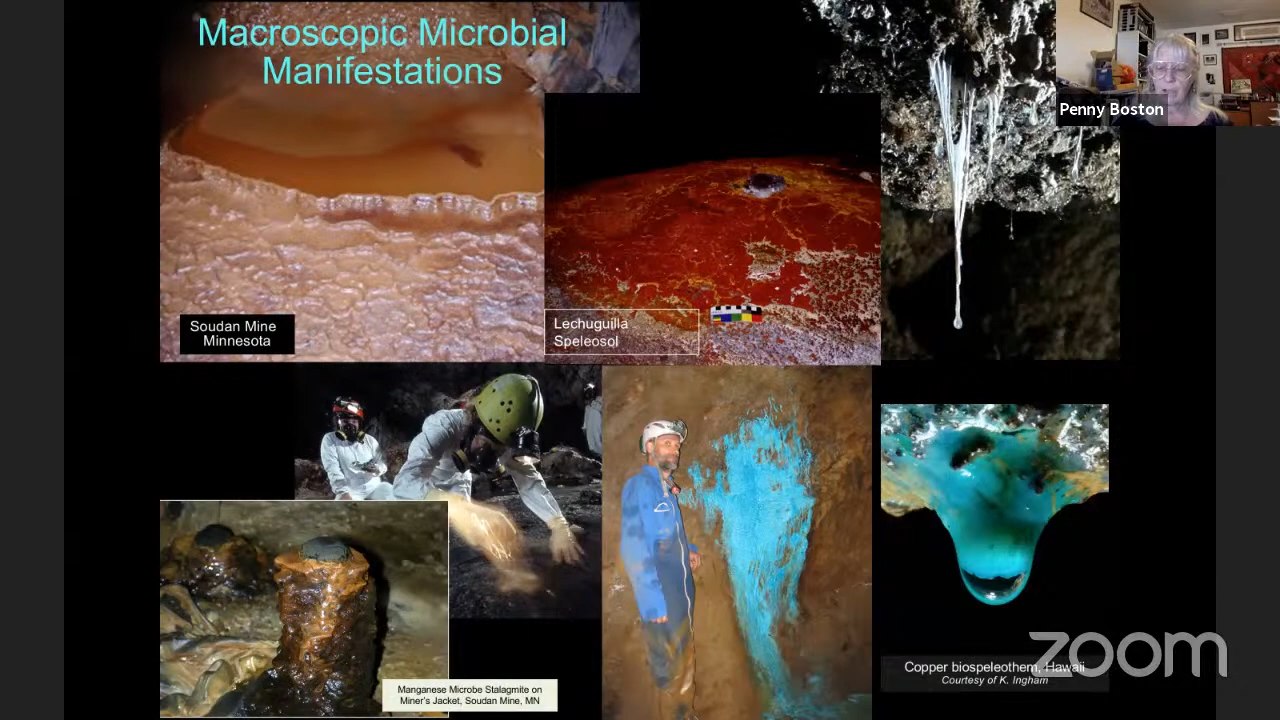 Macroscopic Microbial
Manifestations
Penny Boston
Soudan Mine
Minnesota
Lechuguilla
Speleosol
Manganese Microbe Stalagmite on
Miner's Jacket, Soudan Mine, MN
Copper biospeleothem, Hawaii
Courtesy of K. Ingham
zoom